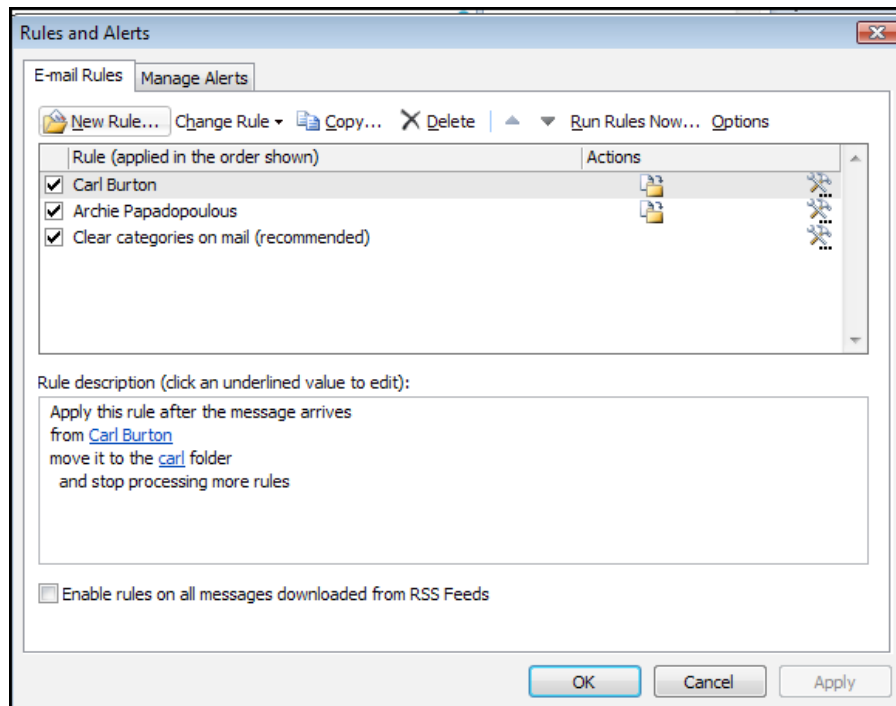 Rules and Alerts
E-mail Rules Manage Alerts
New Rule... Change Rule Copy... Delete Run Rules Now... Options
Rule (applied in the order shown) Actions
Carl Burton
Archie Papadopoulous
Clear categories on mail (recommended)
Rule description (click an underlined value to edit):
Apply this rule after the message arrives
from Carl Burton
move it to the carl folder
and stop processing more rules
Enable rules on all messages downloaded from RSS Feeds
OK Cancel Apply